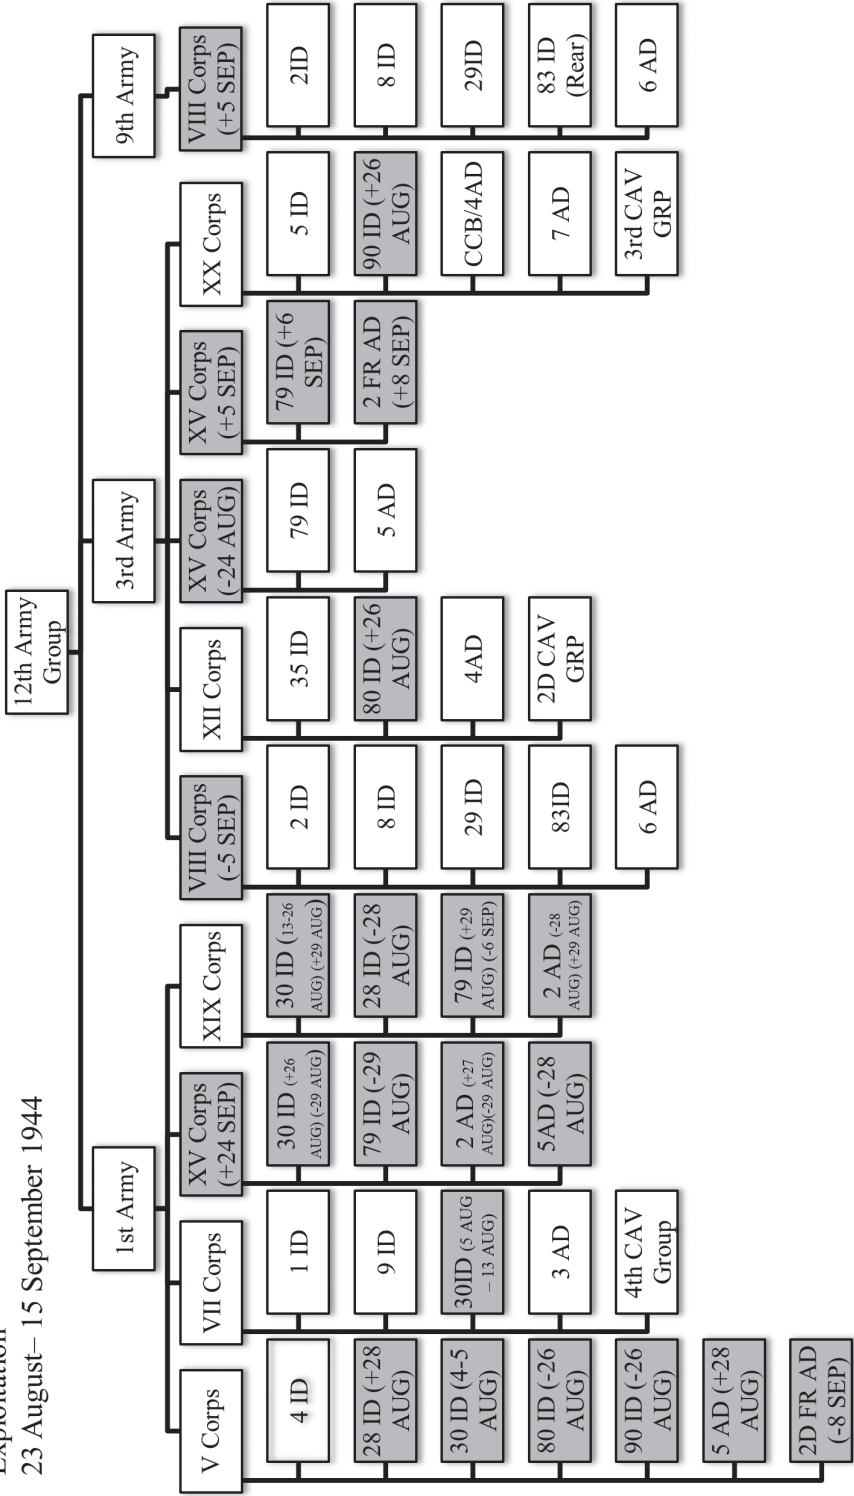 Exploitation
23 August– 15 September 1944
12th Army
Group
1st Army
3rd Army
9th Army
V Corps
VII Corps
XV Corps
(+24 SEP)
XIX Corps
VIII Corps
(-5 SEP)
XII Corps
XV Corps
(-24 AUG)
XV Corps
(+5 SEP)
XX Corps
VIII Corps
(+5 SEP)
4 ID
28 ID (+28
AUG)
30 ID (4-5
AUG)
80 ID (-26
AUG)
90 ID (-26
AUG)
5 AD (+28
AUG)
2D FR AD
(-8 SEP)
1 ID
9 ID
30ID (5 AUG
– 13 AUG)
3 AD
4th CAV
Group
30 ID (+26
AUG) (-29 AUG)
79 ID (-29
AUG)
2 AD (+27
AUG)(-29 AUG)
5AD (-28
AUG)
30 ID (13-26
AUG) (+29 AUG)
28 ID (-28
AUG)
79 ID (+29
AUG) (-6 SEP)
2 AD (-28
AUG) (+29 AUG)
2 ID
8 ID
29 ID
83ID
6 AD
35 ID
80 ID (+26
AUG)
4AD
2D CAV
GRP
79 ID
5 AD
79 ID (+6
SEP)
2 FR AD
(+8 SEP)
5 ID
90 ID (+26
AUG)
CCB/4AD
7 AD
3rd CAV
GRP
2ID
8 ID
29ID
83 ID
(Rear)
6 AD